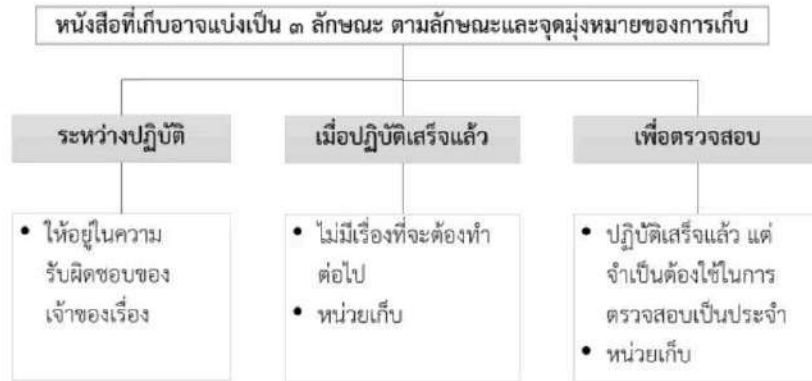 หนังสือที่เก็บอาจแบ่งเป็น ๓ ลักษณะ ตามลักษณะและจุดมุ่งหมายของการเก็บ
ระหว่างปฏิบัติ
• ให้อยู่ในความ
รับผิดชอบของ
เจ้าของเรื่อง
เมื่อปฏิบัติเสร็จแล้ว
• ไม่มีเรื่องที่จะต้องทำ
ต่อไป
• หน่วยเก็บ
เพื่อตรวจสอบ
• ปฏิบัติเสร็จแล้ว แต่
จำเป็นต้องใช้ในการ
ตรวจสอบเป็นประจำ
• หน่วยเก็บ